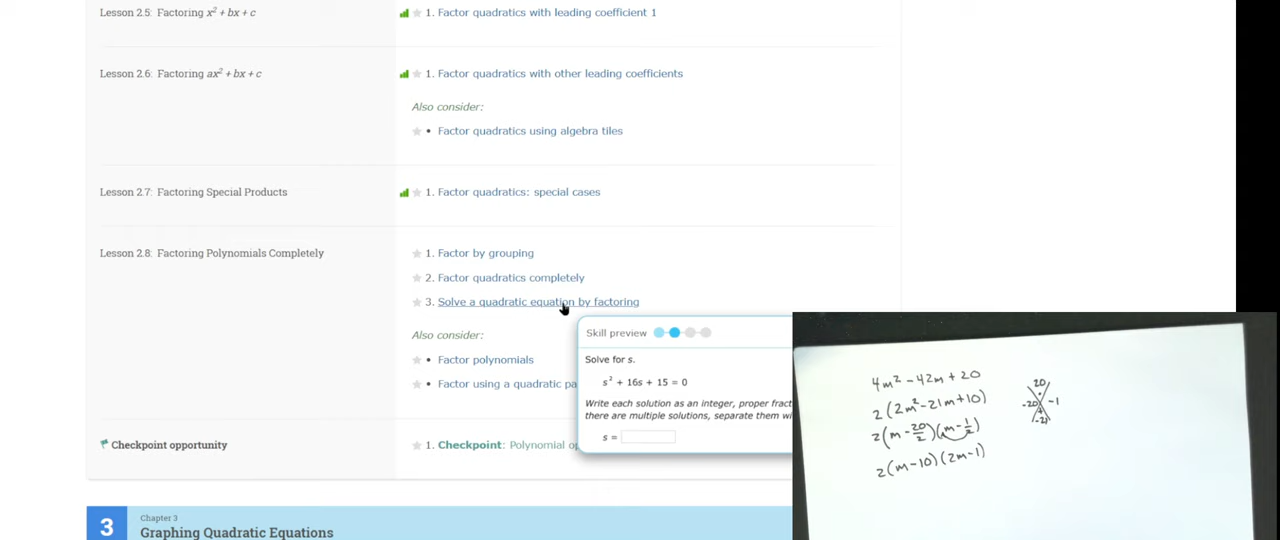 Lesson 2.5: Factoring x² + bx + c
1. Factor quadratics with leading coefficient 1
Lesson 2.6: Factoring ax² + bx + c
1. Factor quadratics with other leading coefficients
Also consider:
• Factor quadratics using algebra tiles
Lesson 2.7: Factoring Special Products
1. Factor quadratics: special cases
Lesson 2.8: Factoring Polynomials Completely
1. Factor by grouping
2. Factor quadratics completely
3. Solve a quadratic equation by factoring
Also consider:
• Factor polynomials
• Factor using a quadratic pa
Checkpoint opportunity
1. Checkpoint: Polynomial op
3
Chapter 3
Graphing Quadratic Equations
Skill preview
Solve for s.
s² + 16s + 15 = 0
Write each solution as an integer, proper fract
there are multiple solutions, separate them wi
s =
4m² - 42m + 20
2(2m² - 21m + 10)
2(m - 20/2)(m - 1/2)
2(m - 10)(2m - 1)
20
-20 -1
-21